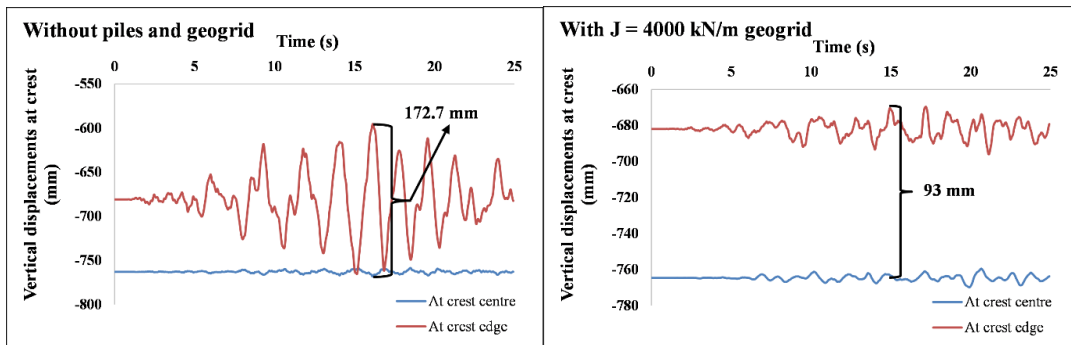 Without piles and geogrid
Time (s)
0 5 10 15 20 25
-550
-600
-650
-700
-750
-800
Vertical displacements at crest
(mm)
172.7 mm
At crest centre
At crest edge
With J = 4000 kN/m geogrid
Time (s)
0 5 10 15 20 25
-660
-680
-700
-720
-740
-760
-780
Vertical displacements at crest
(mm)
93 mm
At crest centre
At crest edge